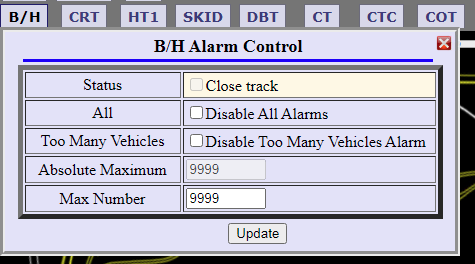 B/H CRT HT1 SKID DBT CT CTC COT
B/H Alarm Control
Status Close track
All Disable All Alarms
Too Many Vehicles Disable Too Many Vehicles Alarm
Absolute Maximum 9999
Max Number 9999
Update